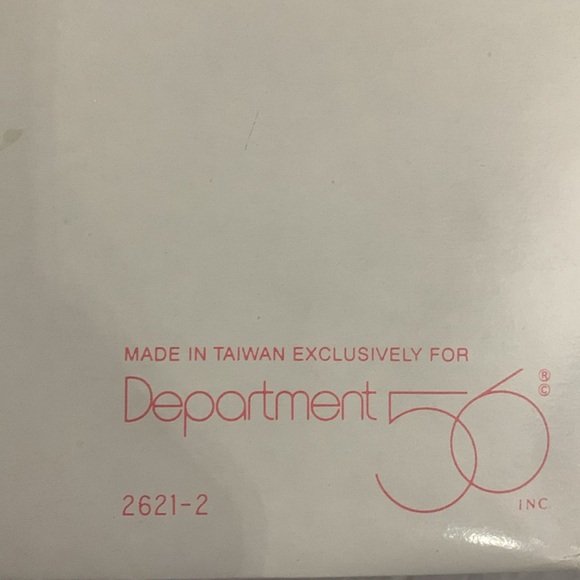 MADE IN TAIWAN EXCLUSIVELY FOR
Department 56 ® ©
INC.
2621-2